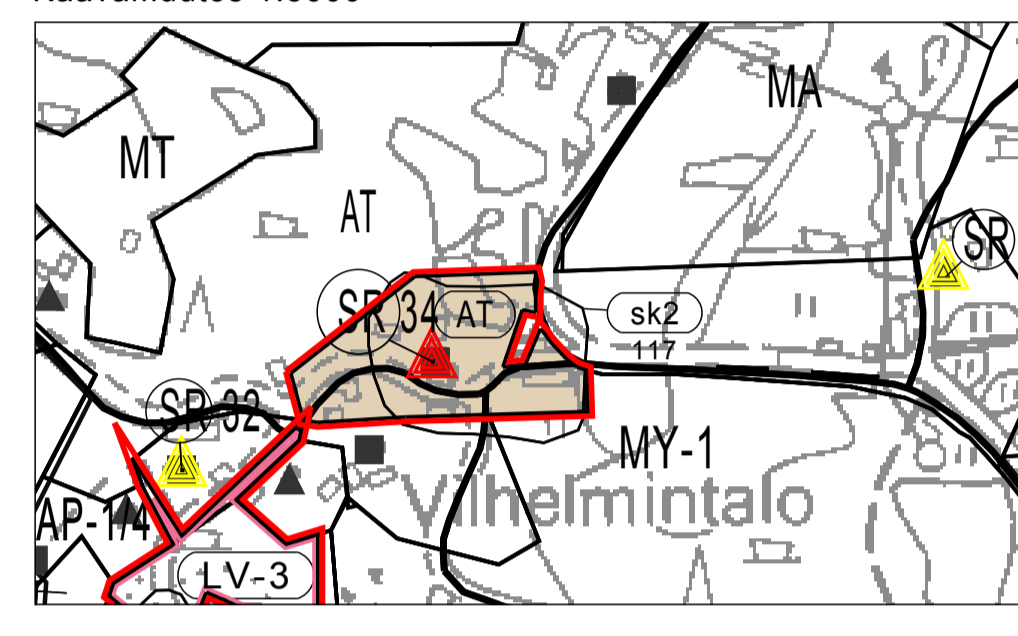 MA
MT
AT
SR
SR 34
AT
sk2
117
SR 32
MY-1
Vilhelmintalo
AP-1/4
LV-3